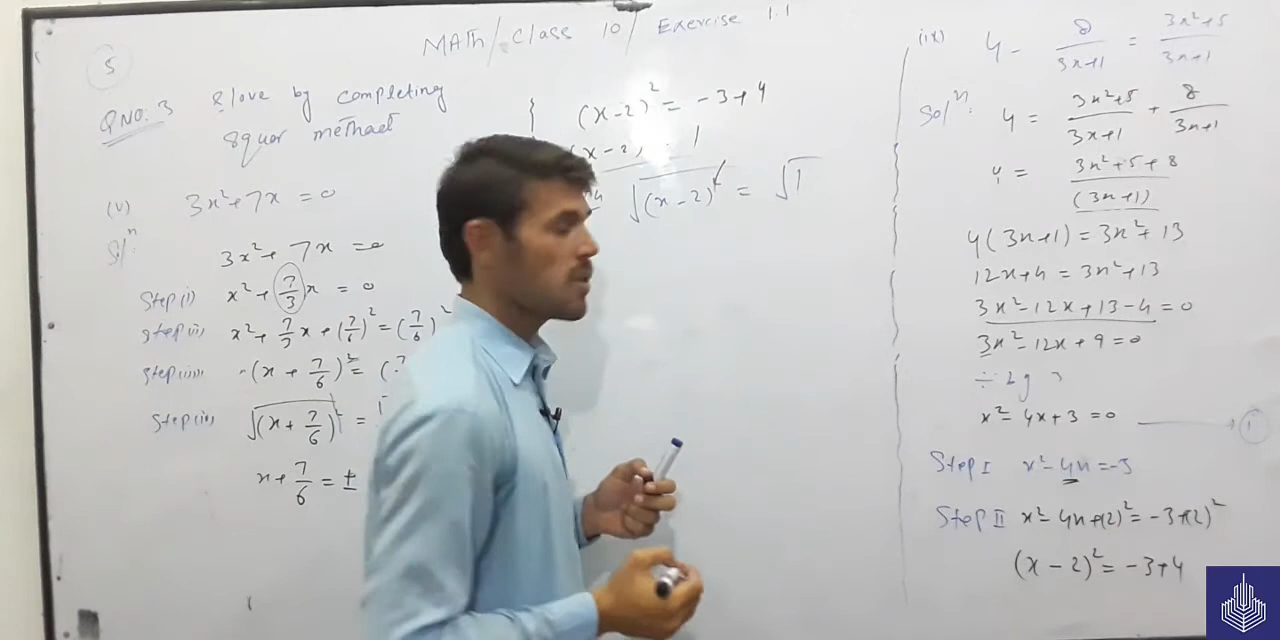 5
MATH/Class 10/ Exercise 1.1
QNO. 3 Slove by completing
squar methaed
(v) 3x²+7x=0
Solⁿ:
3x²+ 7x =0
Step(i) x² + 7/3 x = 0
Step(ii) x² + 7/3 x + (7/6)² = (7/6)²
Step(iii) (x + 7/6)² = (7
Step(iv) √(x + 7/6)² =
x + 7/6 = ±
(x-2)² = -3+4
(x-2) 1
√(x-2)² = √1
(ix) 4 - 8/3x+1 = 3x²+5/3x+1
Solⁿ: 4 = 3x²+5/3x+1 + 8/3x+1
4 = 3x²+5+8/(3x+1)
4(3x+1) = 3x²+13
12x+4 = 3x²+13
3x²-12x+13-4=0
3x²-12x+9=0
÷ 3
x²-4x+3=0 1
Step I x²-4x=-3
Step II x²-4x+(2)²=-3+(2)²
(x-2)²=-3+4